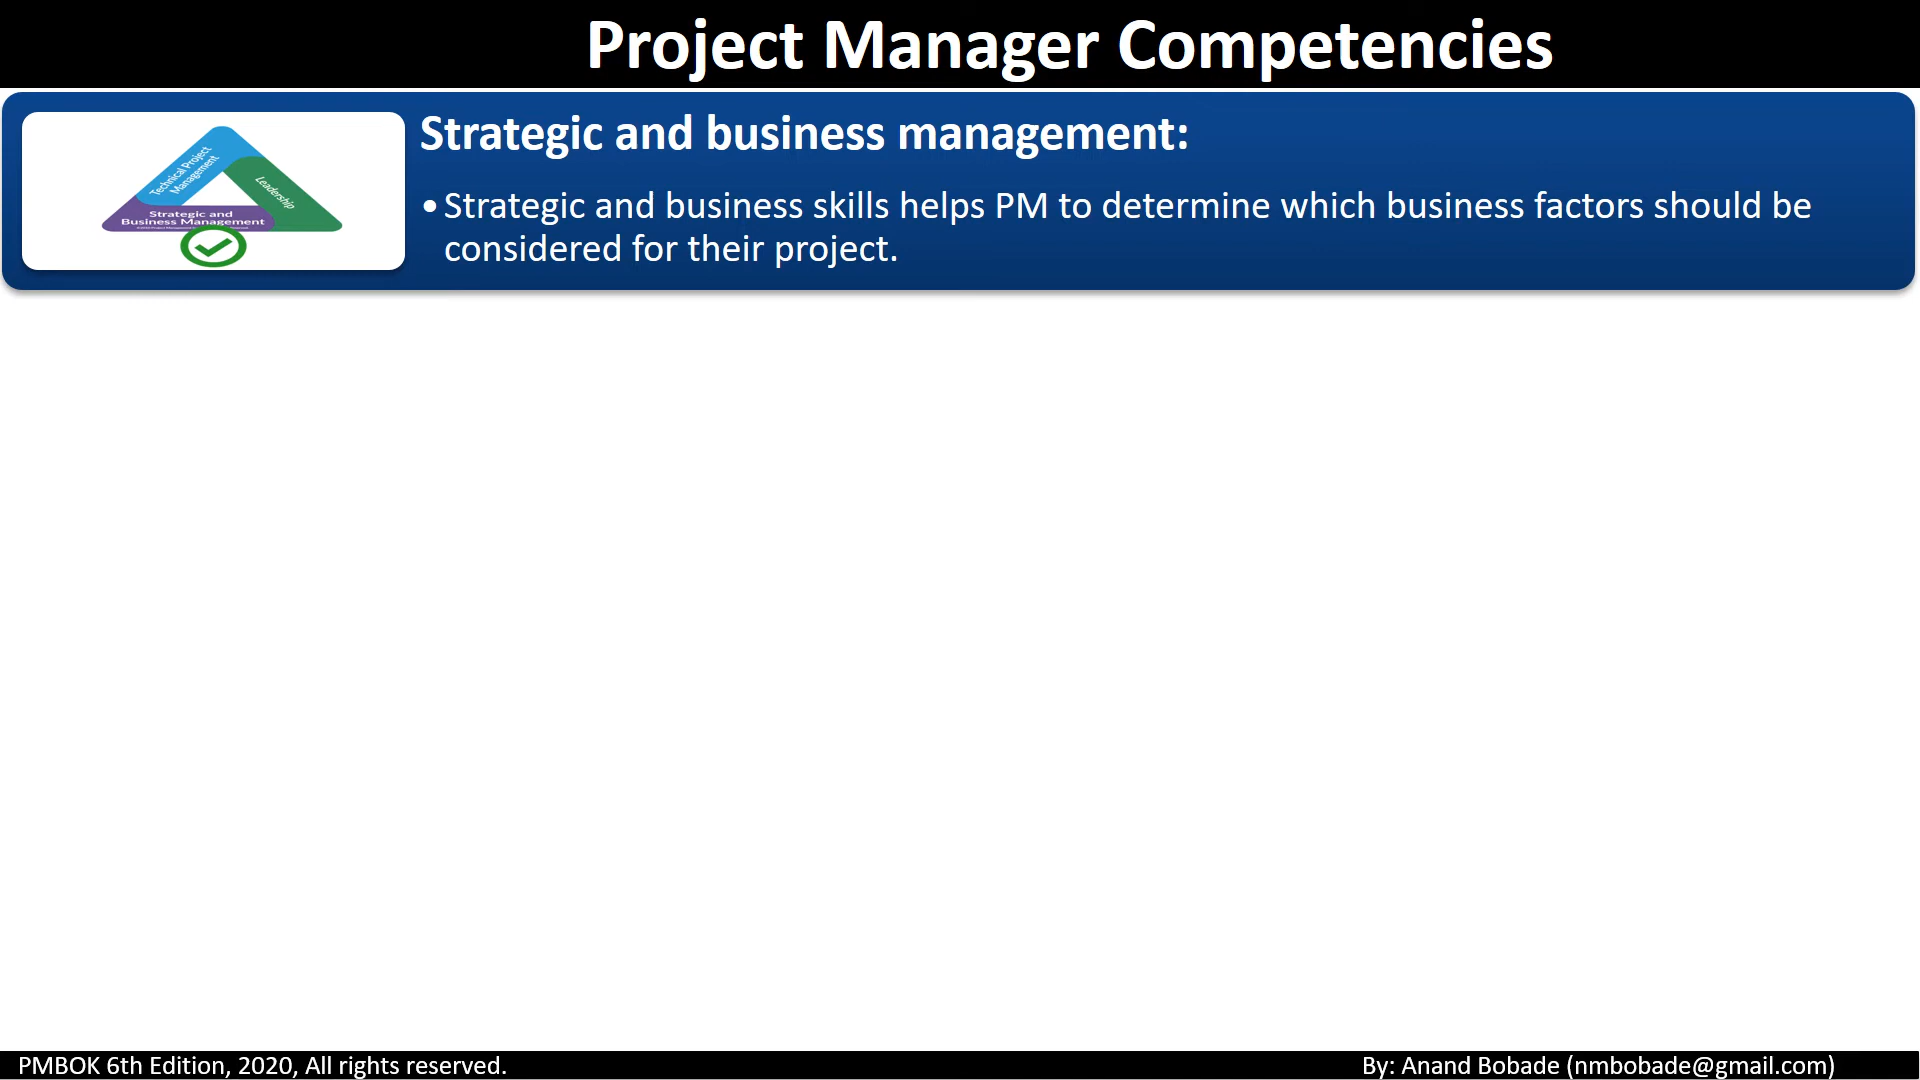 Project Manager Competencies
Technical Project
Management
Leadership
Strategic and
Business Management
Strategic and business management:
•Strategic and business skills helps PM to determine which business factors should be
considered for their project.
PMBOK 6th Edition, 2020, All rights reserved.
By: Anand Bobade (nmbobade@gmail.com)